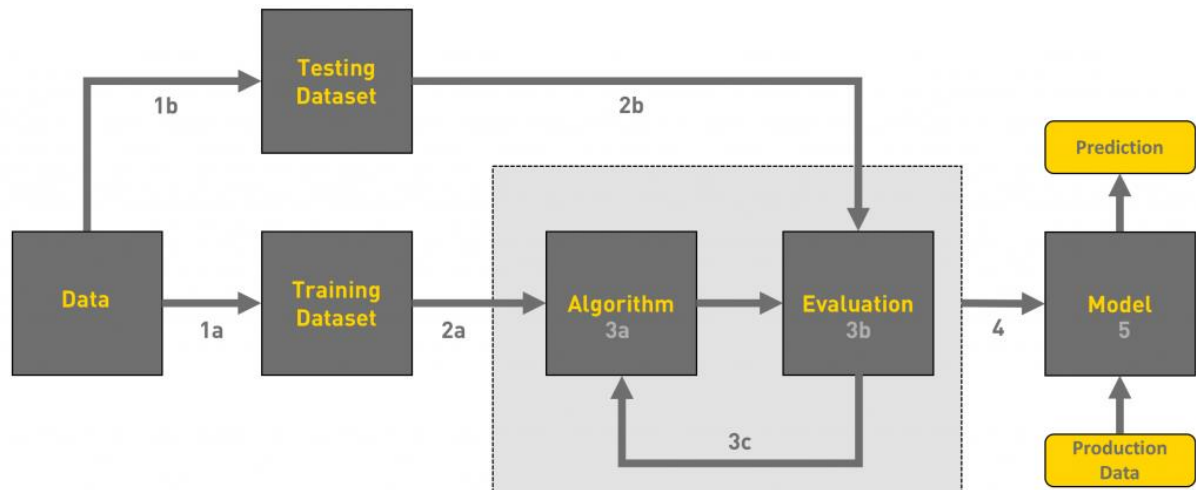 Testing
Dataset
1b
2b
Prediction
Data
1a
Training
Dataset
2a
Algorithm
3a
Evaluation
3b
4
Model
5
3c
Production
Data